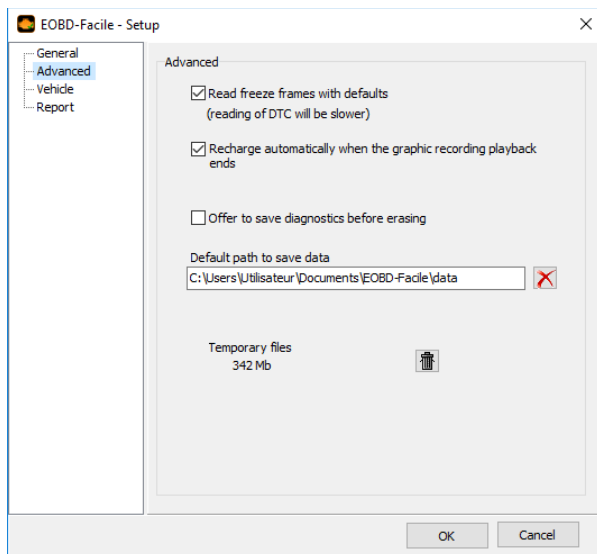 EOBD-Facile - Setup
General
Advanced
Vehicle
Report
Advanced
Read freeze frames with defaults
(reading of DTC will be slower)
Recharge automatically when the graphic recording playback
ends
Offer to save diagnostics before erasing
Default path to save data
C:\Users\Utilisateur\Documents\EOBD-Facile\data
Temporary files
342 Mb
OK
Cancel